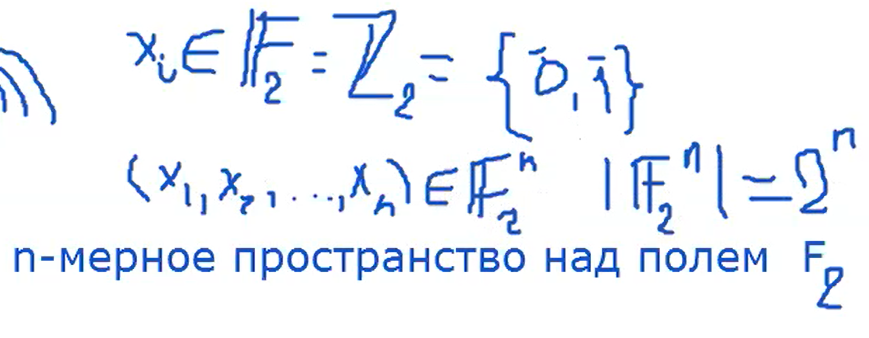 xᵢ ∈ 𝔽₂ = ℤ₂ = {0̄, 1̄}
(x₁, x₂, ..., xₙ) ∈ 𝔽₂ⁿ |𝔽₂ⁿ| = 2ⁿ
n-мерное пространство над полем F₂